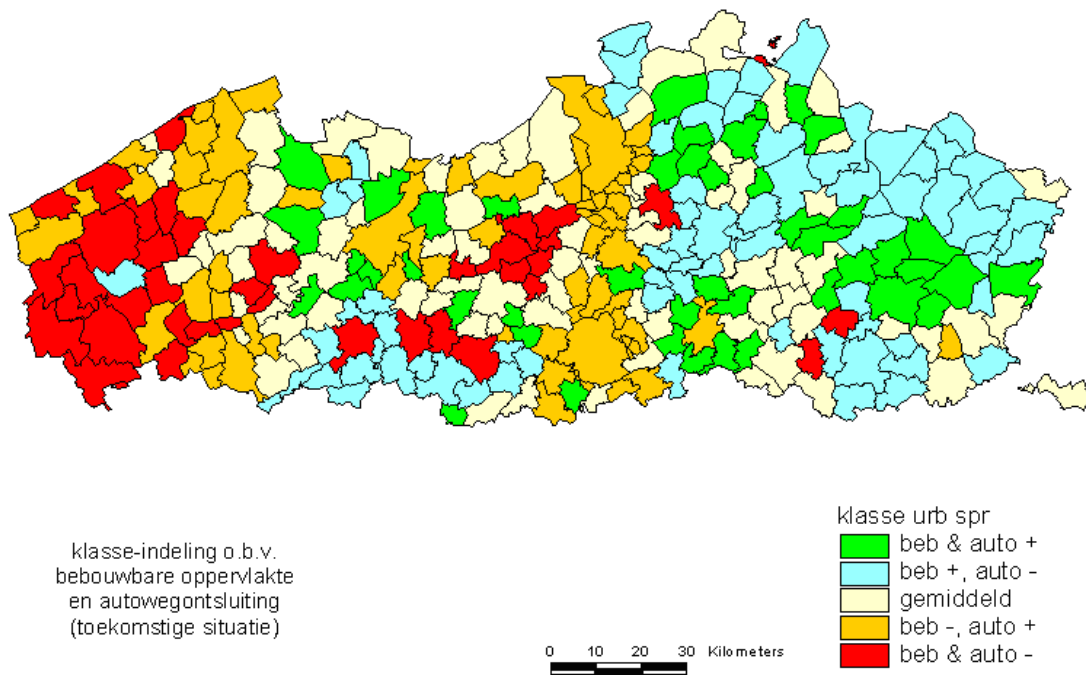 klasse-indeling o.b.v.
bebouwbare oppervlakte
en autowegontsluiting
(toekomstige situatie)
0 10 20 30 Kilometers
klasse urb spr
beb & auto +
beb +, auto -
gemiddeld
beb -, auto +
beb & auto -